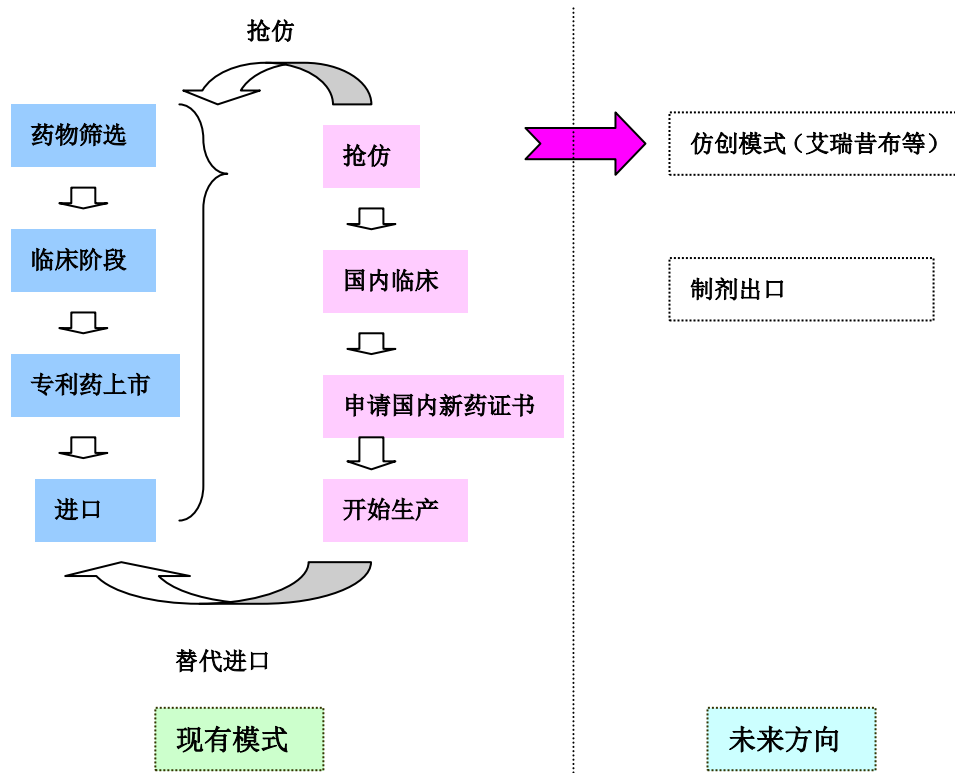 抢仿
药物筛选
临床阶段
专利药上市
进口
抢仿
国内临床
申请国内新药证书
开始生产
替代进口
现有模式
仿创模式（艾瑞昔布等）
制剂出口
未来方向